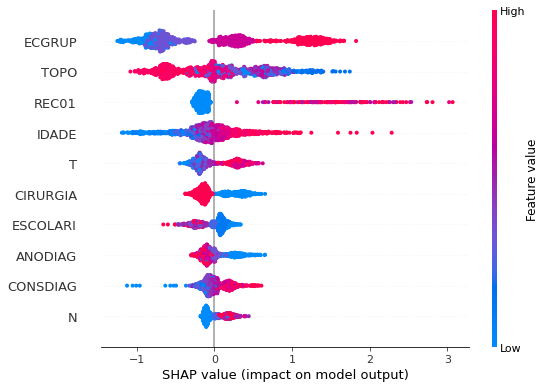 High
ECGRUP
TOPO
REC01
IDADE
T
CIRURGIA
ESCOLARI
ANODIAG
CONSDIAG
N
Feature value
Low
−1
0
1
2
3
SHAP value (impact on model output)